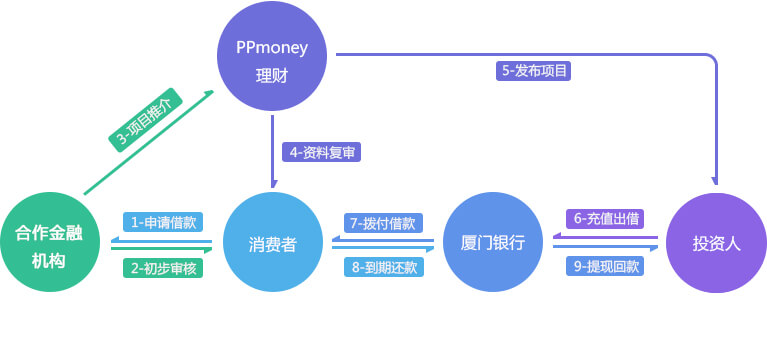 PPmoney
理财
5-发布项目
3-项目推介
4-资料复审
1-申请借款
7-拨付借款
6-充值出借
合作金融
机构
消费者
厦门银行
投资人
2-初步审核
8-到期还款
9-提现回款